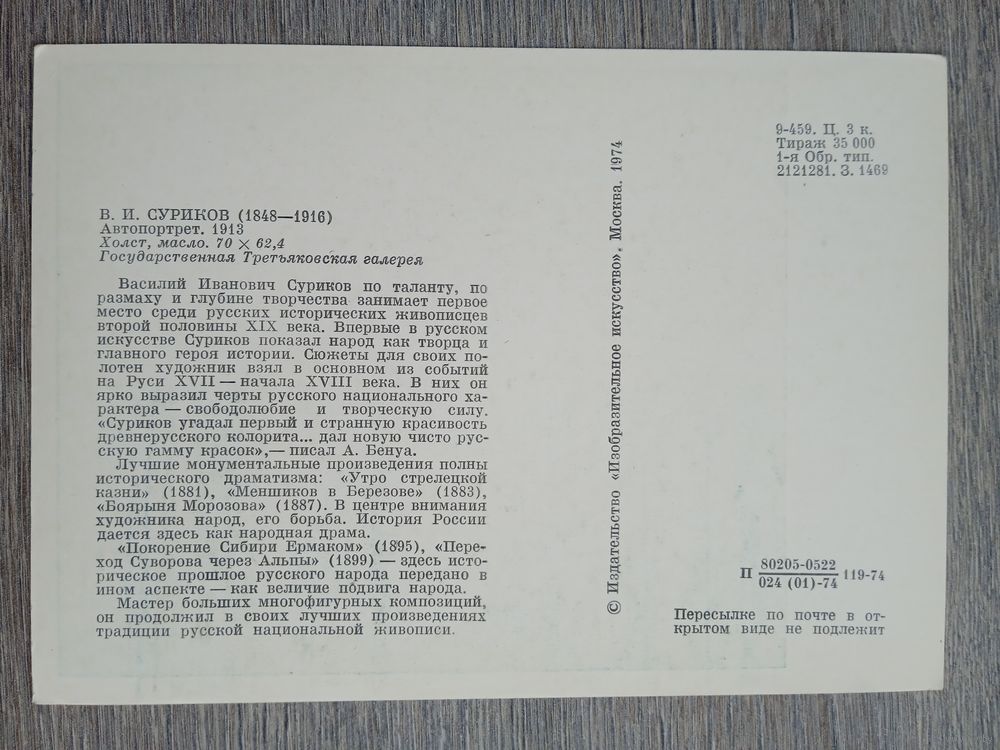 В. И. СУРИКОВ (1848—1916)
Автопортрет. 1913
Холст, масло. 70 × 62,4
Государственная Третьяковская галерея
Василий Иванович Суриков по таланту, по
размаху и глубине творчества занимает первое
место среди русских исторических живописцев
второй половины XIX века. Впервые в русском
искусстве Суриков показал народ как творца и
главного героя истории. Сюжеты для своих по-
лотен художник взял в основном из событий
на Руси XVII — начала XVIII века. В них он
ярко выразил черты русского национального ха-
рактера — свободолюбие и творческую силу.
«Суриков угадал первый и странную красивость
древнерусского колорита... дал новую чисто рус-
скую гамму красок»,— писал А. Бенуа.
Лучшие монументальные произведения полны
исторического драматизма: «Утро стрелецкой
казни» (1881), «Меншиков в Березове» (1883),
«Боярыня Морозова» (1887). В центре внимания
художника народ, его борьба. История России
дается здесь как народная драма.
«Покорение Сибири Ермаком» (1895), «Пере-
ход Суворова через Альпы» (1899) — здесь исто-
рическое прошлое русского народа передано в
ином аспекте — как величие подвига народа.
Мастер больших многофигурных композиций,
он продолжил в своих лучших произведениях
традиции русской национальной живописи.
© Издательство «Изобразительное искусство», Москва. 1974
9-459. Ц. 3 к.
Тираж 35 000
1-я Обр. тип.
2121281. З. 1469
П 80205-0522
024 (01)-74 119-74
Пересылке по почте в от-
крытом виде не подлежит